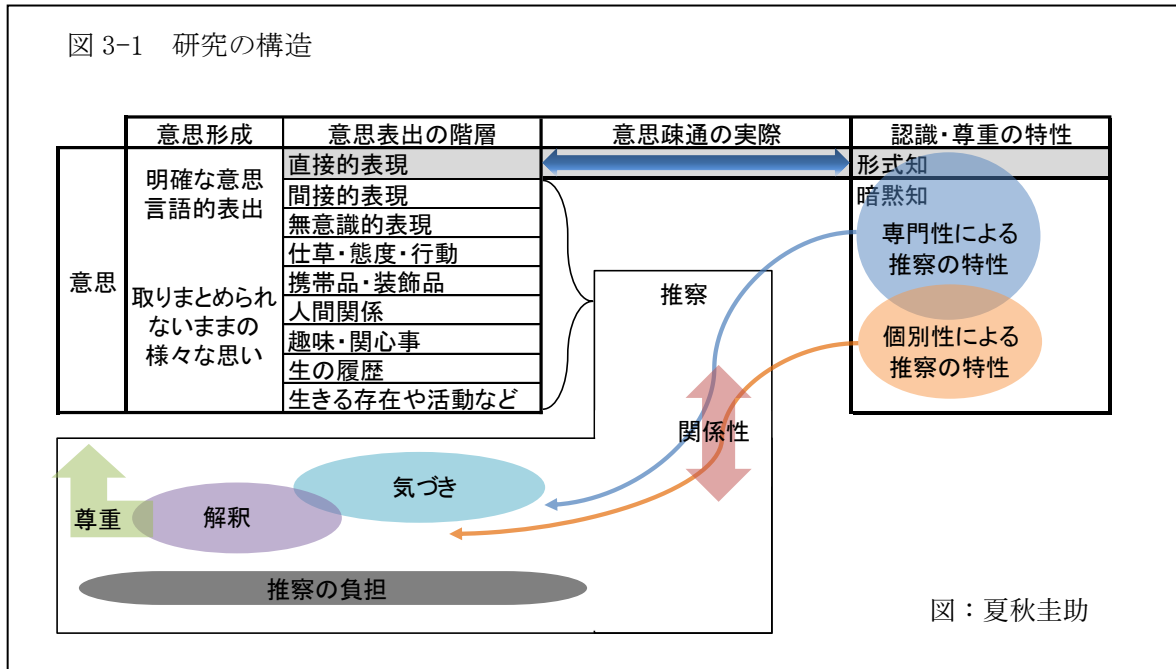 図 3-1　研究の構造
意思形成
意思表出の階層
意思疎通の実際
認識・尊重の特性
意思
明確な意思
言語的表出
取りまとめられ
ないままの
様々な思い
直接的表現
間接的表現
無意識的表現
仕草・態度・行動
携帯品・装飾品
人間関係
趣味・関心事
生の履歴
生きる存在や活動など
形式知
暗黙知
専門性による
推察の特性
個別性による
推察の特性
推察
関係性
気づき
解釈
尊重
推察の負担
図：夏秋圭助